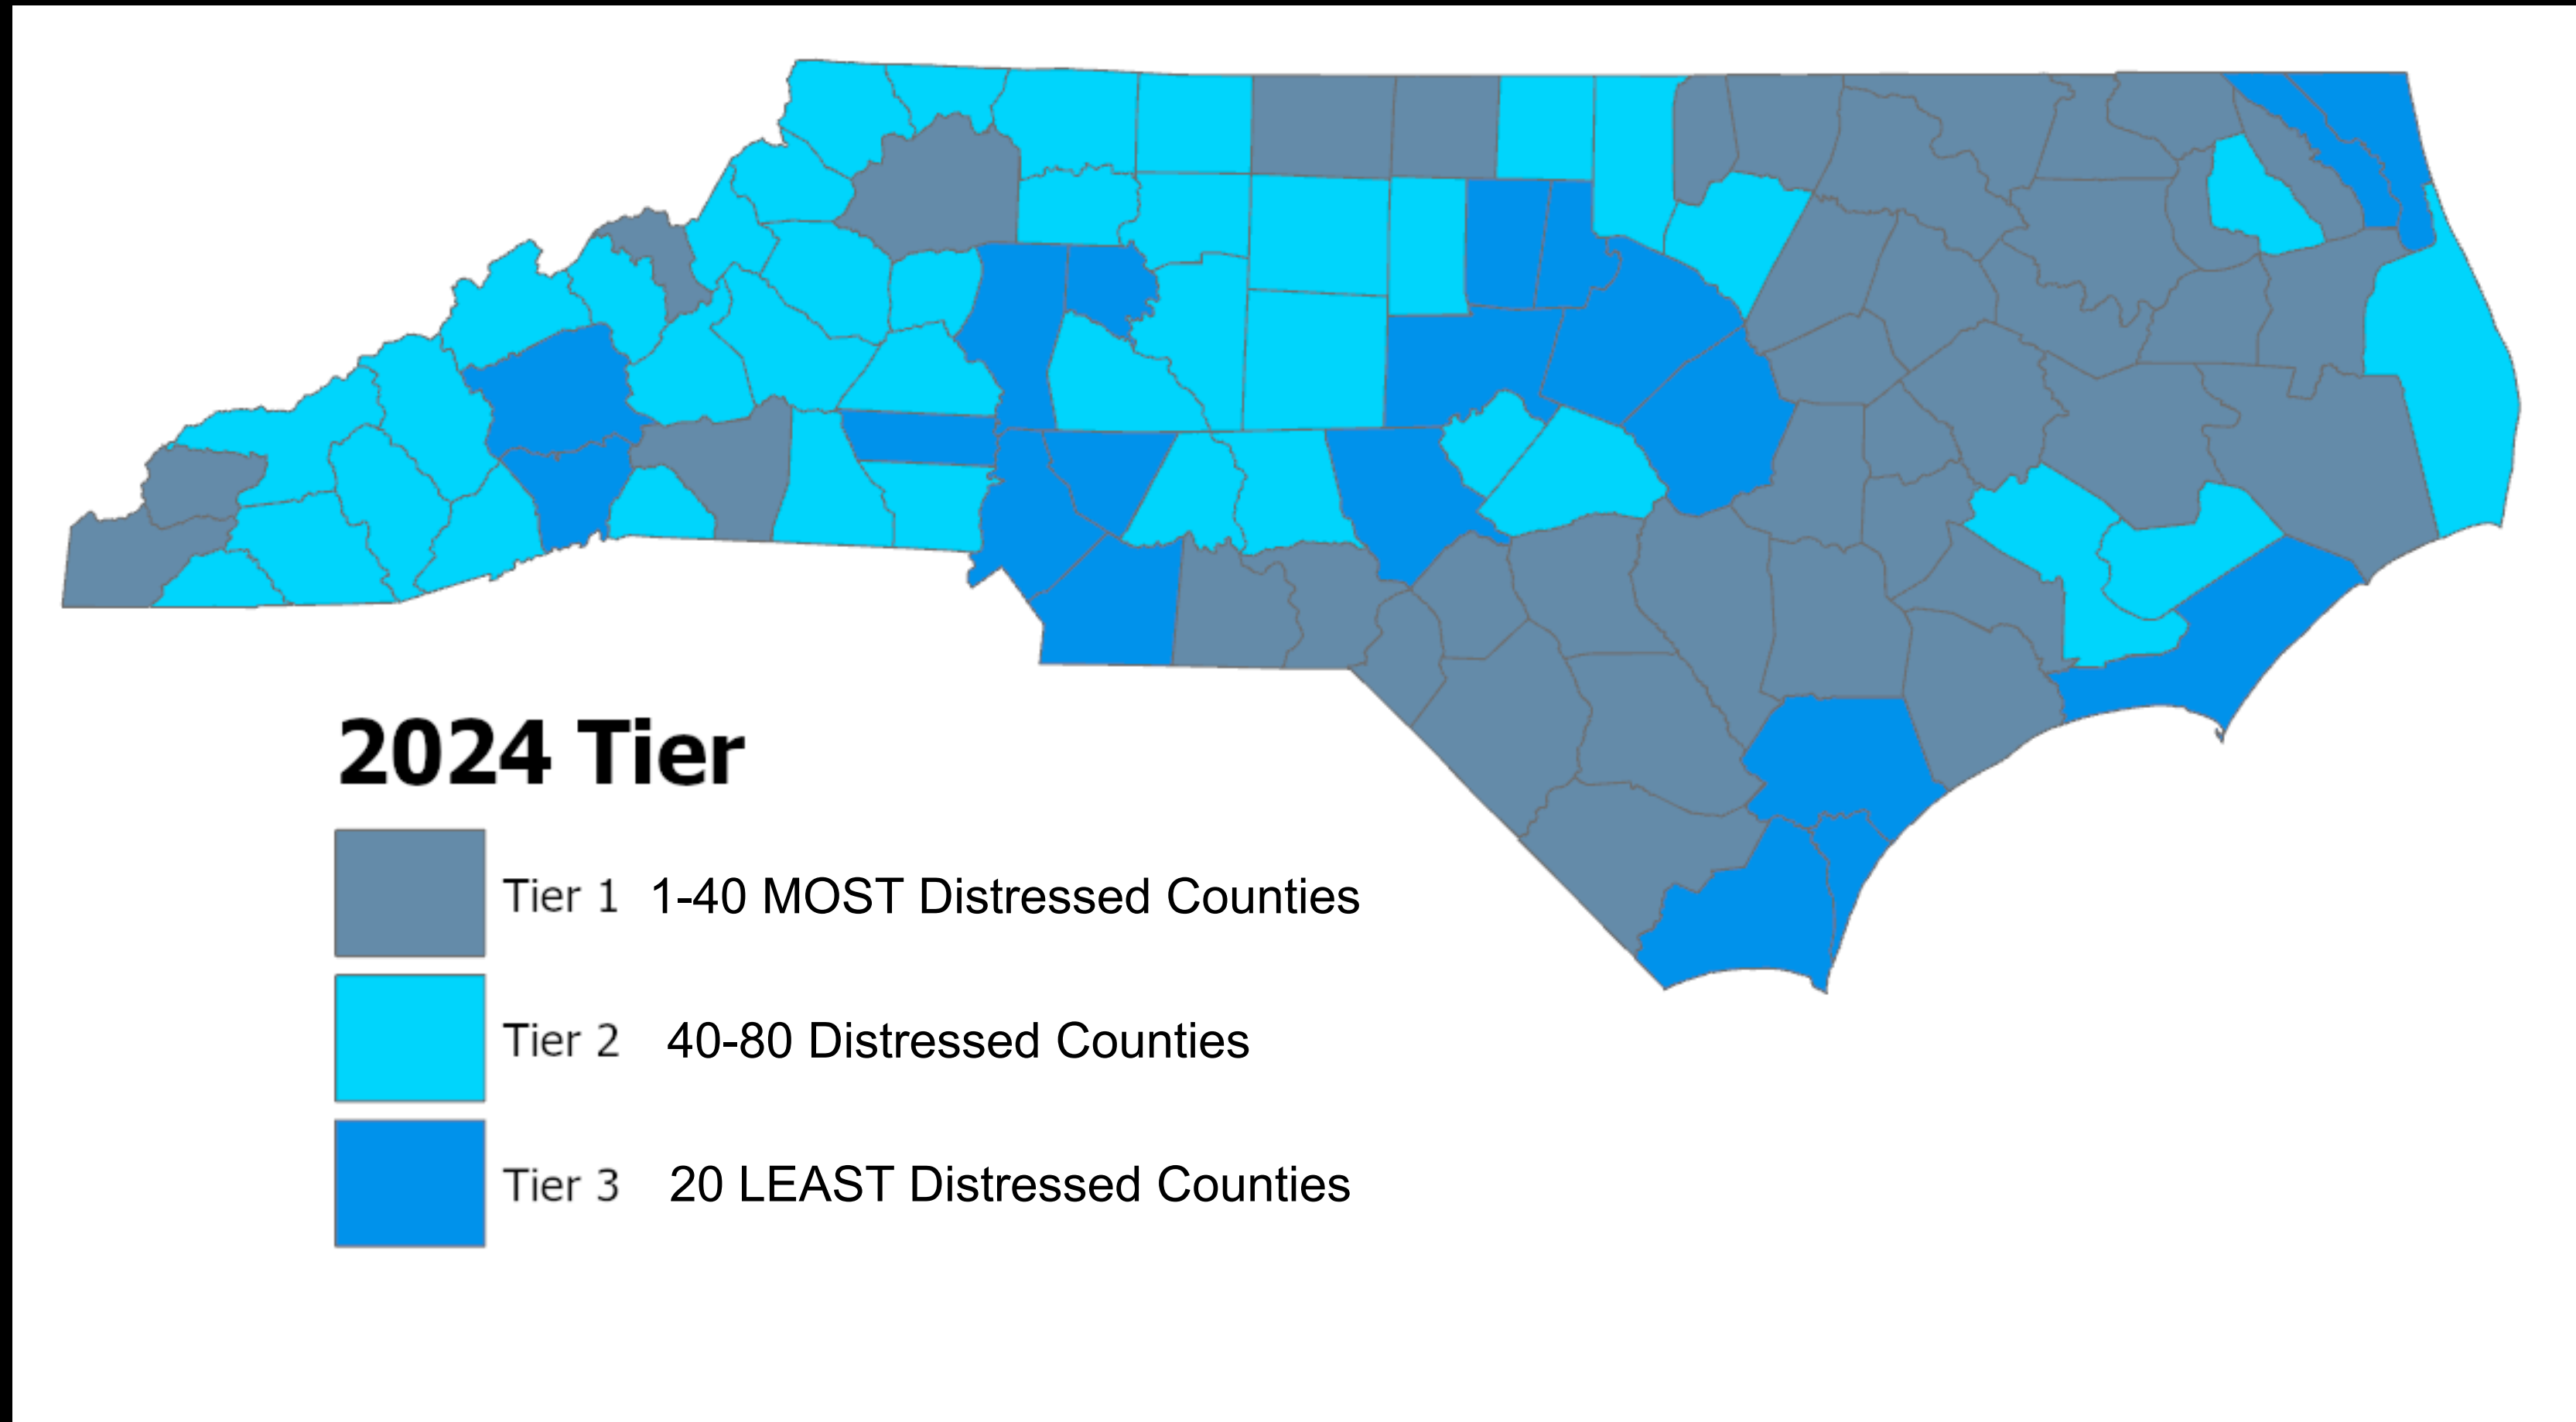 2024 Tier
Tier 1 1-40 MOST Distressed Counties
Tier 2 40-80 Distressed Counties
Tier 3 20 LEAST Distressed Counties